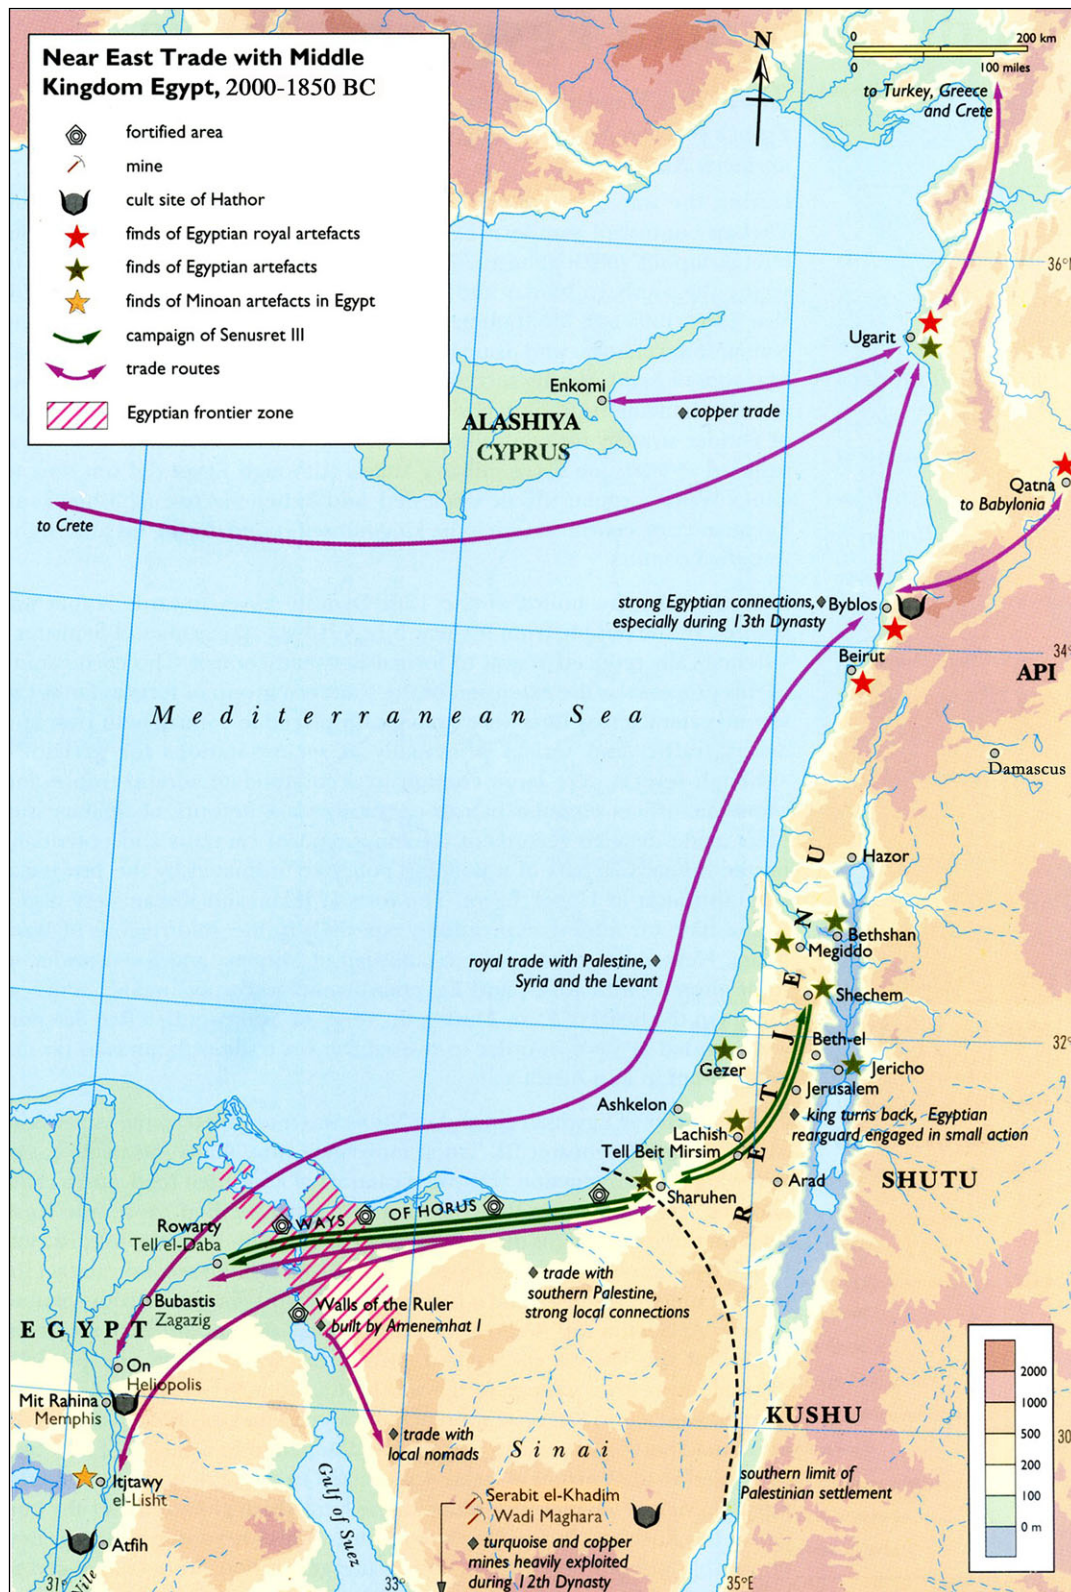 Near East Trade with Middle
Kingdom Egypt, 2000-1850 BC
fortified area
mine
cult site of Hathor
finds of Egyptian royal artefacts
finds of Egyptian artefacts
finds of Minoan artefacts in Egypt
campaign of Senusret III
trade routes
Egyptian frontier zone
N
0 200 km
0 100 miles
to Turkey, Greece
and Crete
36°N
Ugarit
Enkomi
copper trade
ALASHIYA
CYPRUS
Qatna
to Babylonia
to Crete
strong Egyptian connections,
especially during 13th Dynasty
Byblos
34°
Beirut
API
Mediterranean Sea
Damascus
Hazor
RETJENU
Bethshan
Megiddo
royal trade with Palestine,
Syria and the Levant
Shechem
32°
Beth-el
Gezer
Jericho
Jerusalem
Ashkelon
king turns back, Egyptian
rearguard engaged in small action
Lachish
Tell Beit Mirsim
SHUTU
Arad
Sharuhen
WAYS OF HORUS
Rowarty
Tell el-Daba
trade with
southern Palestine,
strong local connections
Bubastis
Zagazig
Walls of the Ruler
built by Amenemhat I
EGYPT
On
Heliopolis
Mit Rahina
Memphis
KUSHU
trade with
local nomads
Sinai
30
Itjtawy
el-Lisht
Gulf of Suez
southern limit of
Palestinian settlement
Serabit el-Khadim
Wadi Maghara
turquoise and copper
mines heavily exploited
during 12th Dynasty
Atfih
Nile
31°
33°
35°E
2000
1000
500
200
100
0 m